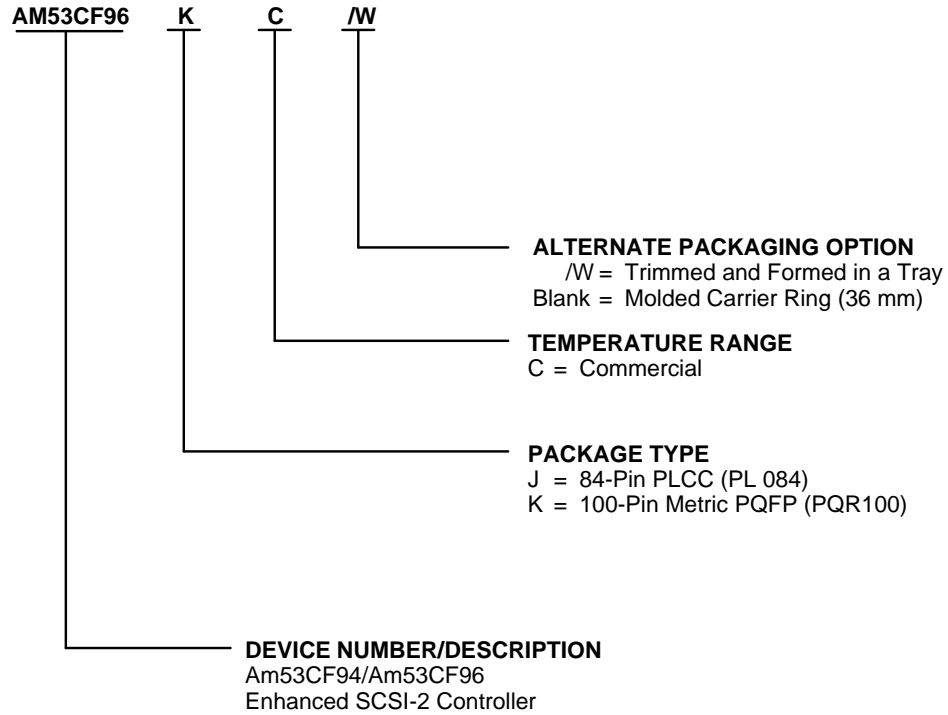 AM53CF96 K C /W
ALTERNATE PACKAGING OPTION
/W = Trimmed and Formed in a Tray
Blank = Molded Carrier Ring (36 mm)
TEMPERATURE RANGE
C = Commercial
PACKAGE TYPE
J = 84-Pin PLCC (PL 084)
K = 100-Pin Metric PQFP (PQR100)
DEVICE NUMBER/DESCRIPTION
Am53CF94/Am53CF96
Enhanced SCSI-2 Controller